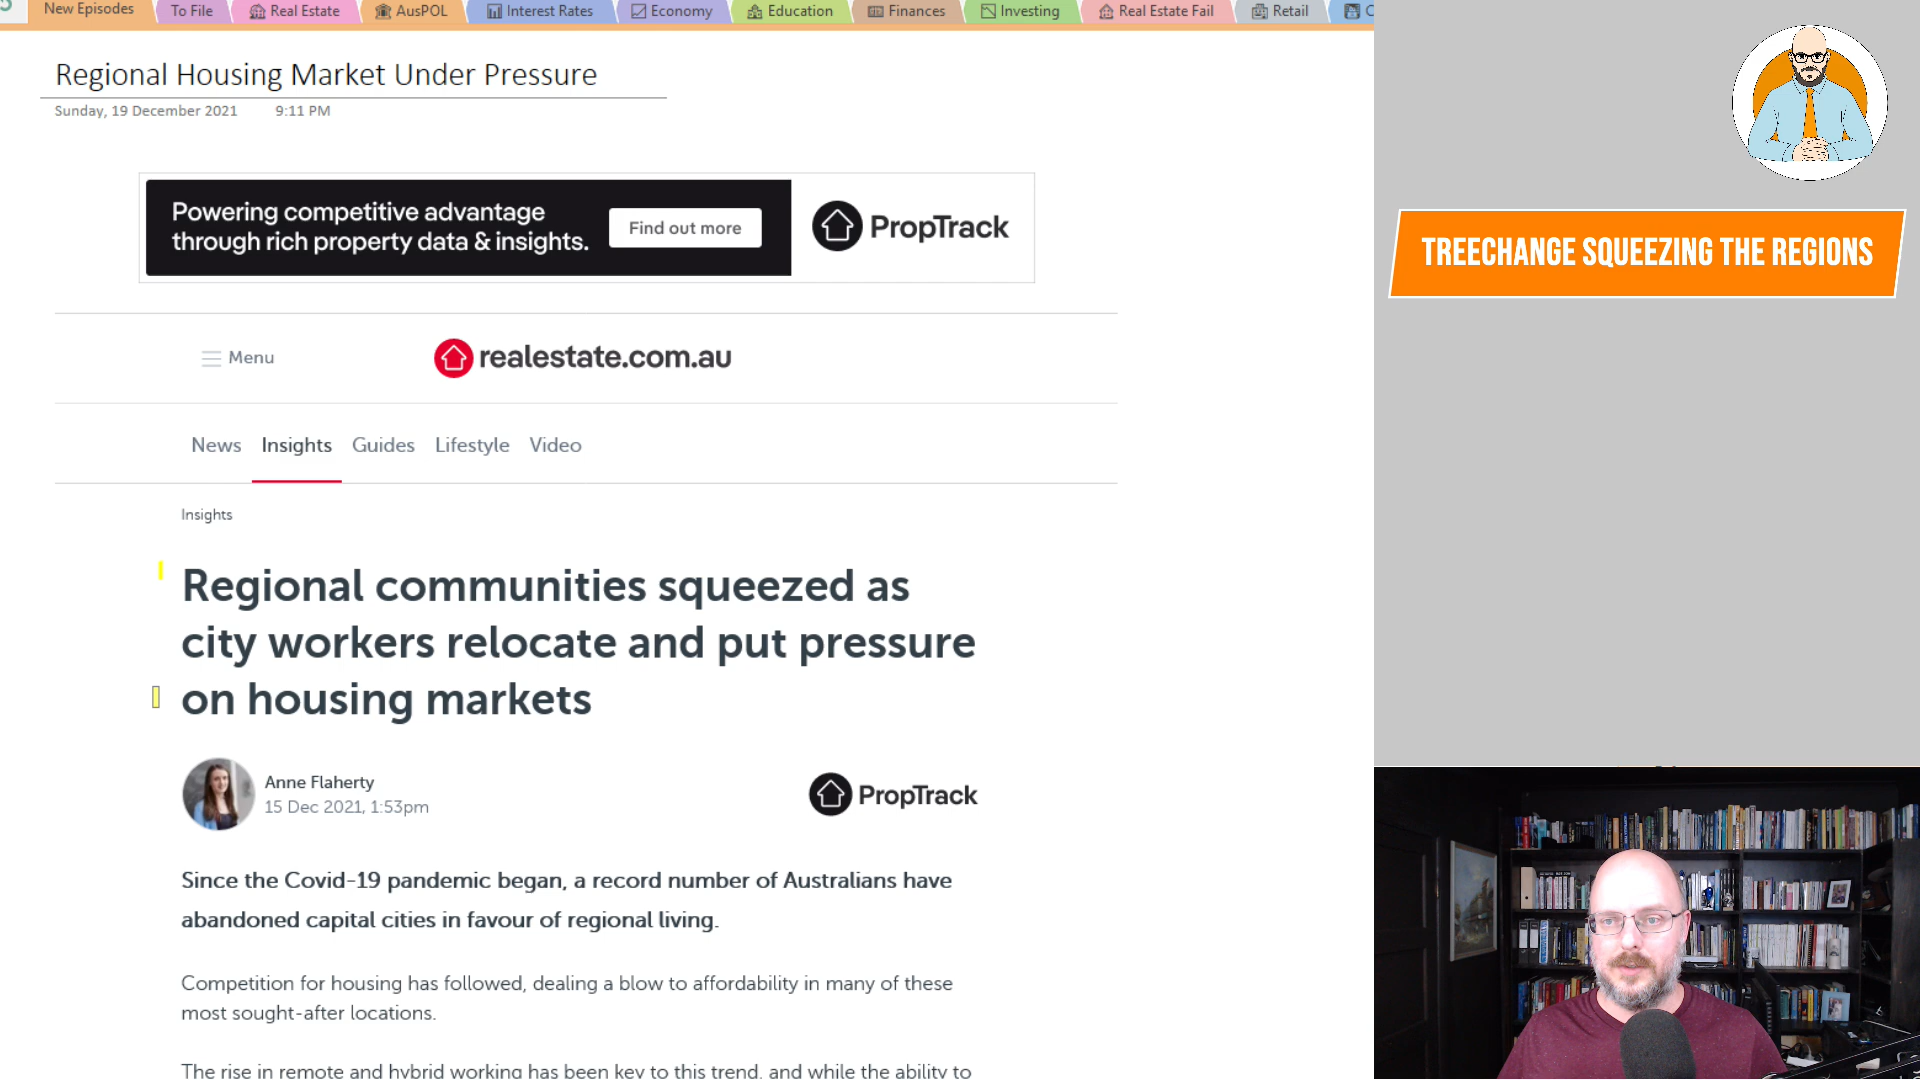 New Episodes
To File
Real Estate
AusPOL
Interest Rates
Economy
Education
Finances
Investing
Real Estate Fail
Retail
Regional Housing Market Under Pressure
Sunday, 19 December 2021 9:11 PM
Powering competitive advantage
through rich property data & insights.
Find out more
PropTrack
Menu
realestate.com.au
News Insights Guides Lifestyle Video
Insights
Regional communities squeezed as
city workers relocate and put pressure
on housing markets
Anne Flaherty
15 Dec 2021, 1:53pm
PropTrack
Since the Covid-19 pandemic began, a record number of Australians have
abandoned capital cities in favour of regional living.
Competition for housing has followed, dealing a blow to affordability in many of these
most sought-after locations.
The rise in remote and hybrid working has been key to this trend, and while the ability to
TREECHANGE SQUEEZING THE REGIONS